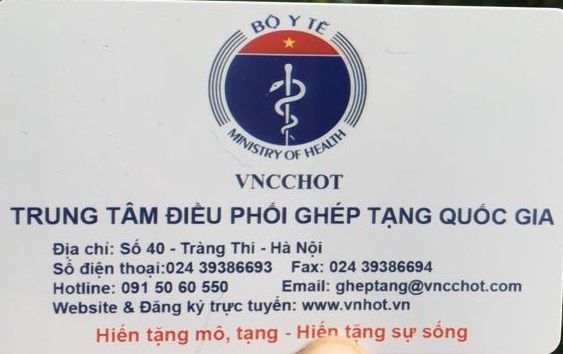 BỘ Y TẾ
MINISTRY OF HEALTH
VNCCHOT
TRUNG TÂM ĐIỀU PHỐI GHÉP TẠNG QUỐC GIA
Địa chỉ: Số 40 - Tràng Thi - Hà Nội
Số điện thoại:024 39386693 Fax: 024 39386694
Hotline: 091 50 60 550 Email: gheptang@vncchot.com
Website & Đăng ký trực tuyến: www.vnhot.vn
Hiến tặng mô, tạng - Hiến tặng sự sống